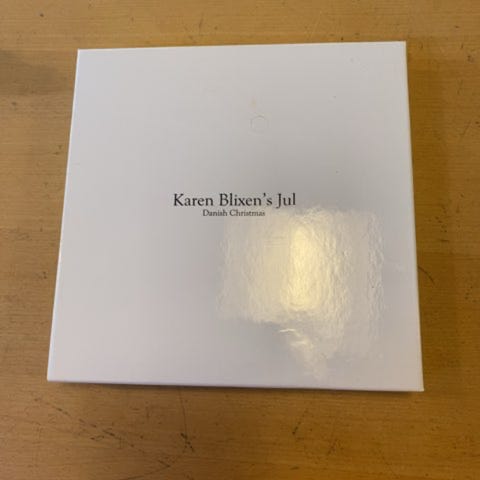 Karen Blixen's Jul
Danish Christmas